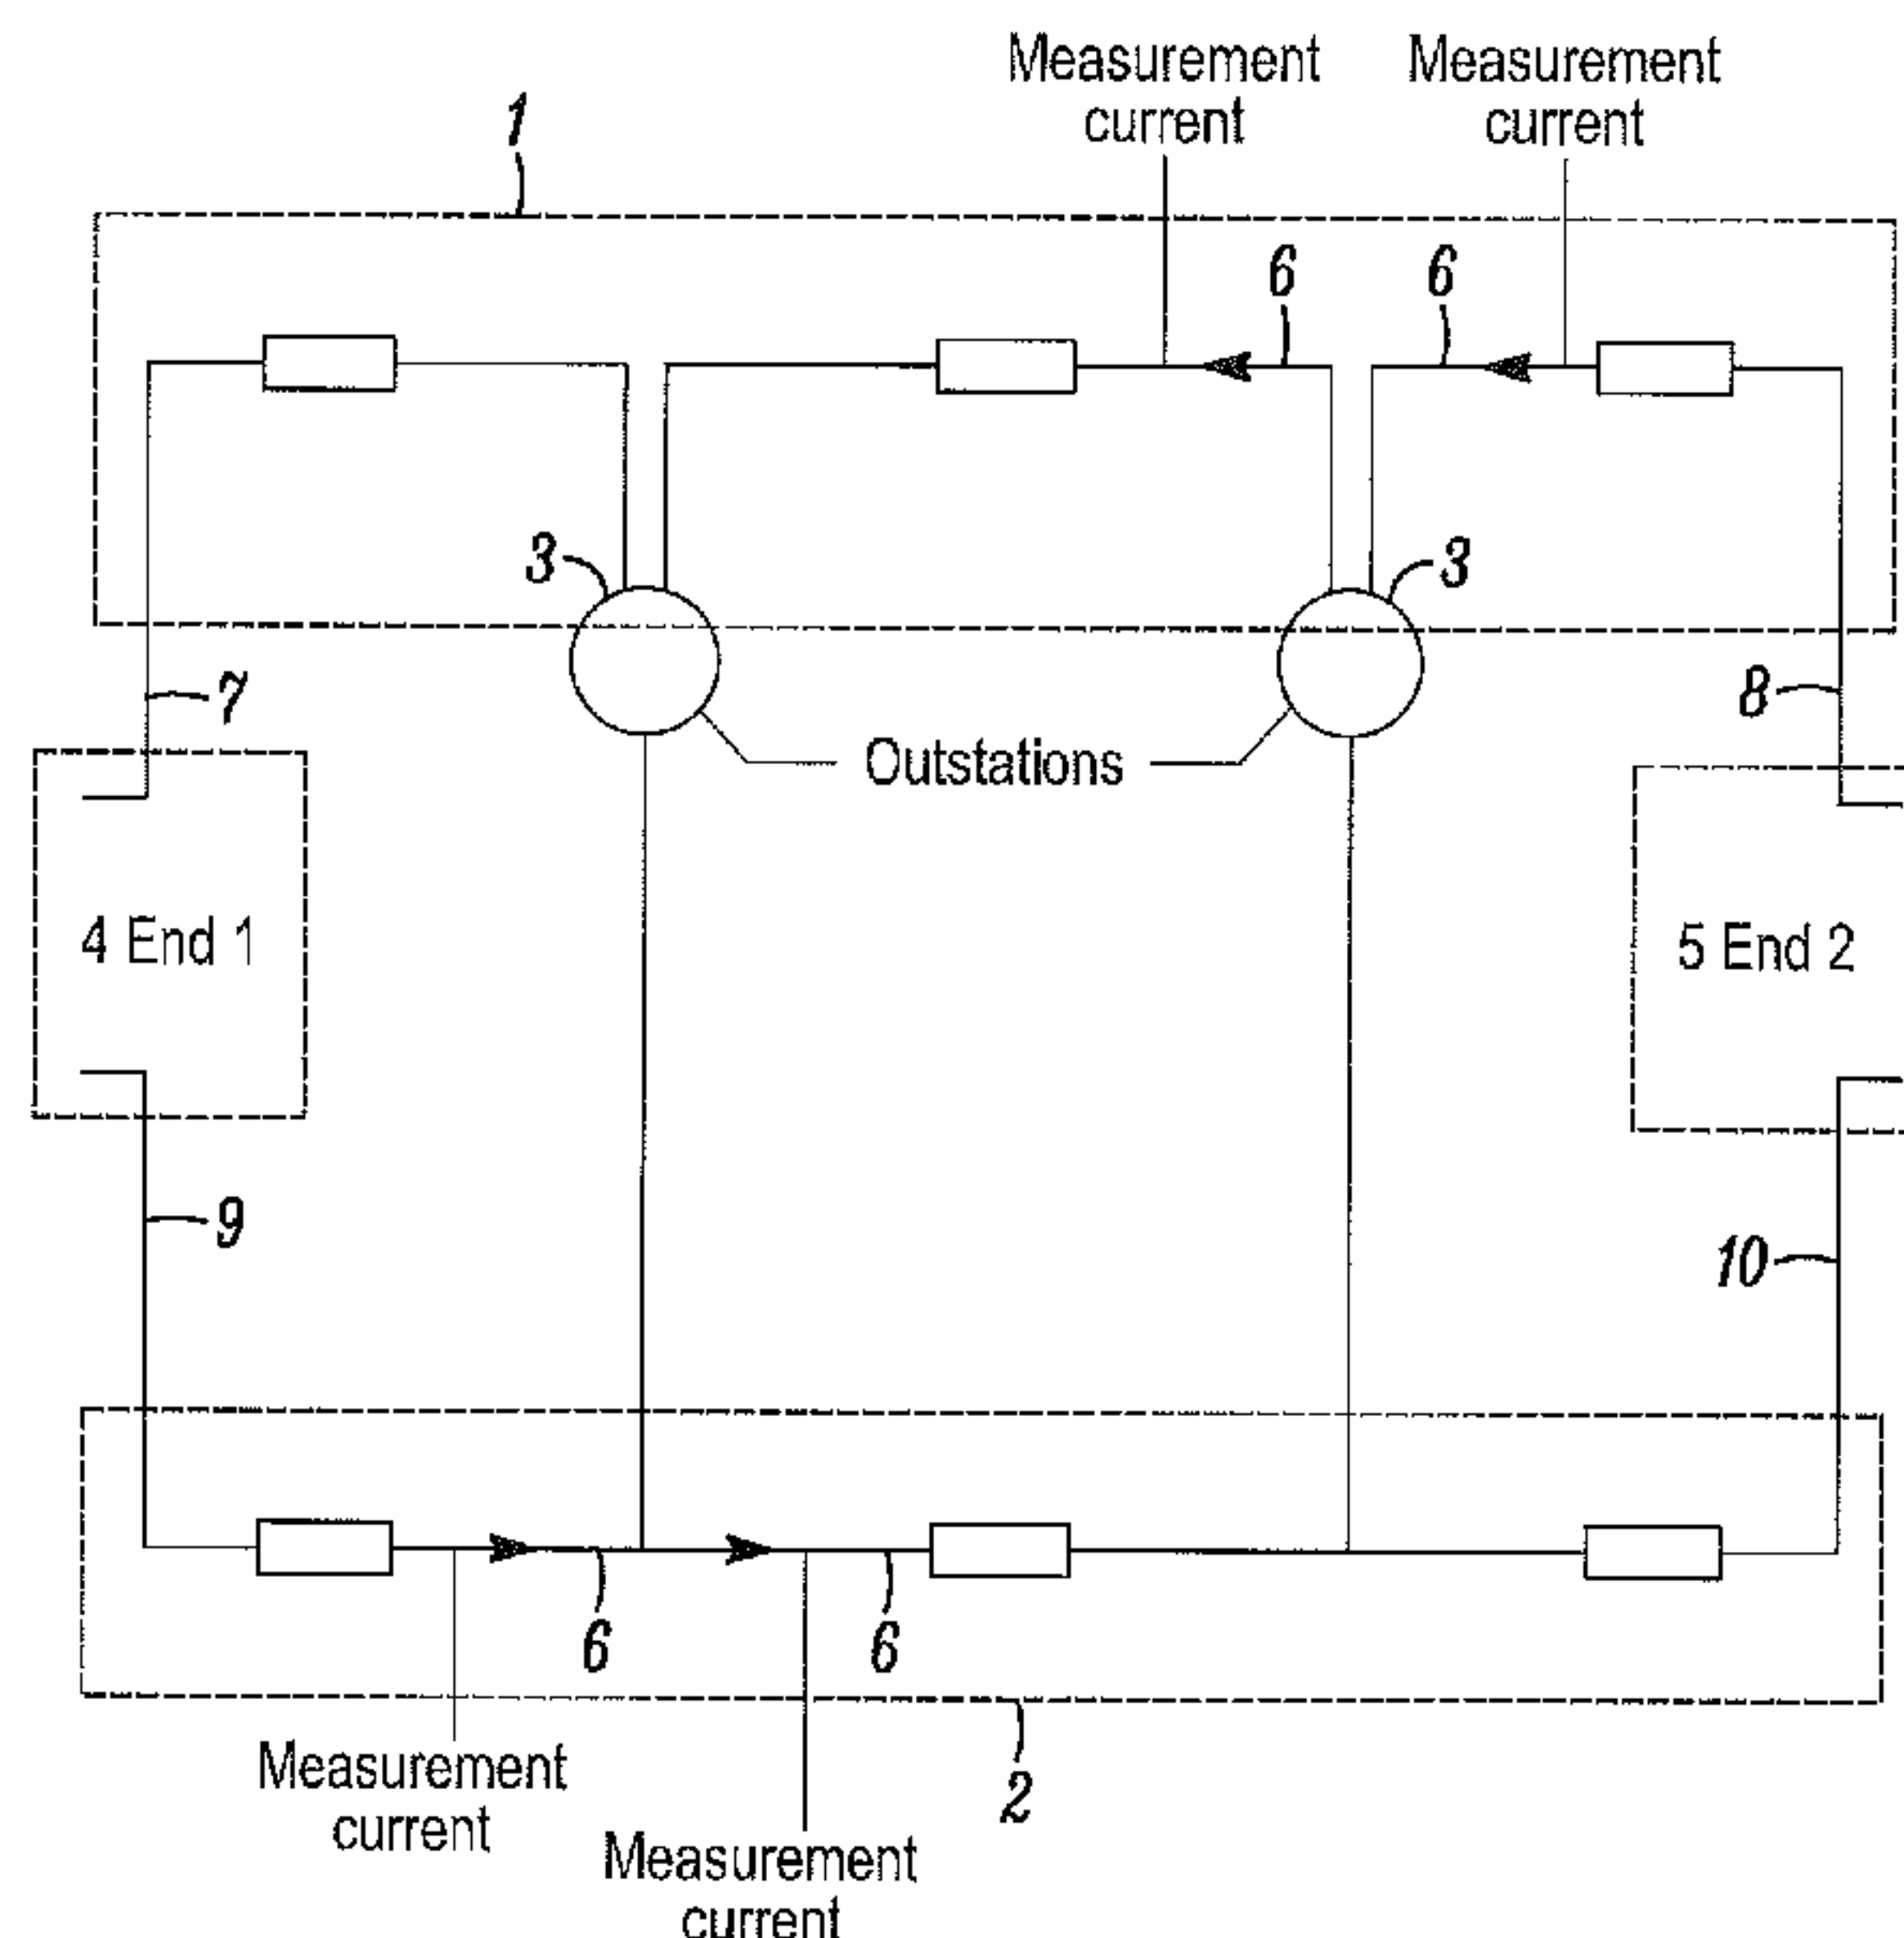 Measurement
current
Measurement
current
1
6
6
3
3
7
8
Outstations
4 End 1
5 End 2
9
10
6
6
2
Measurement
current
Measurement
current